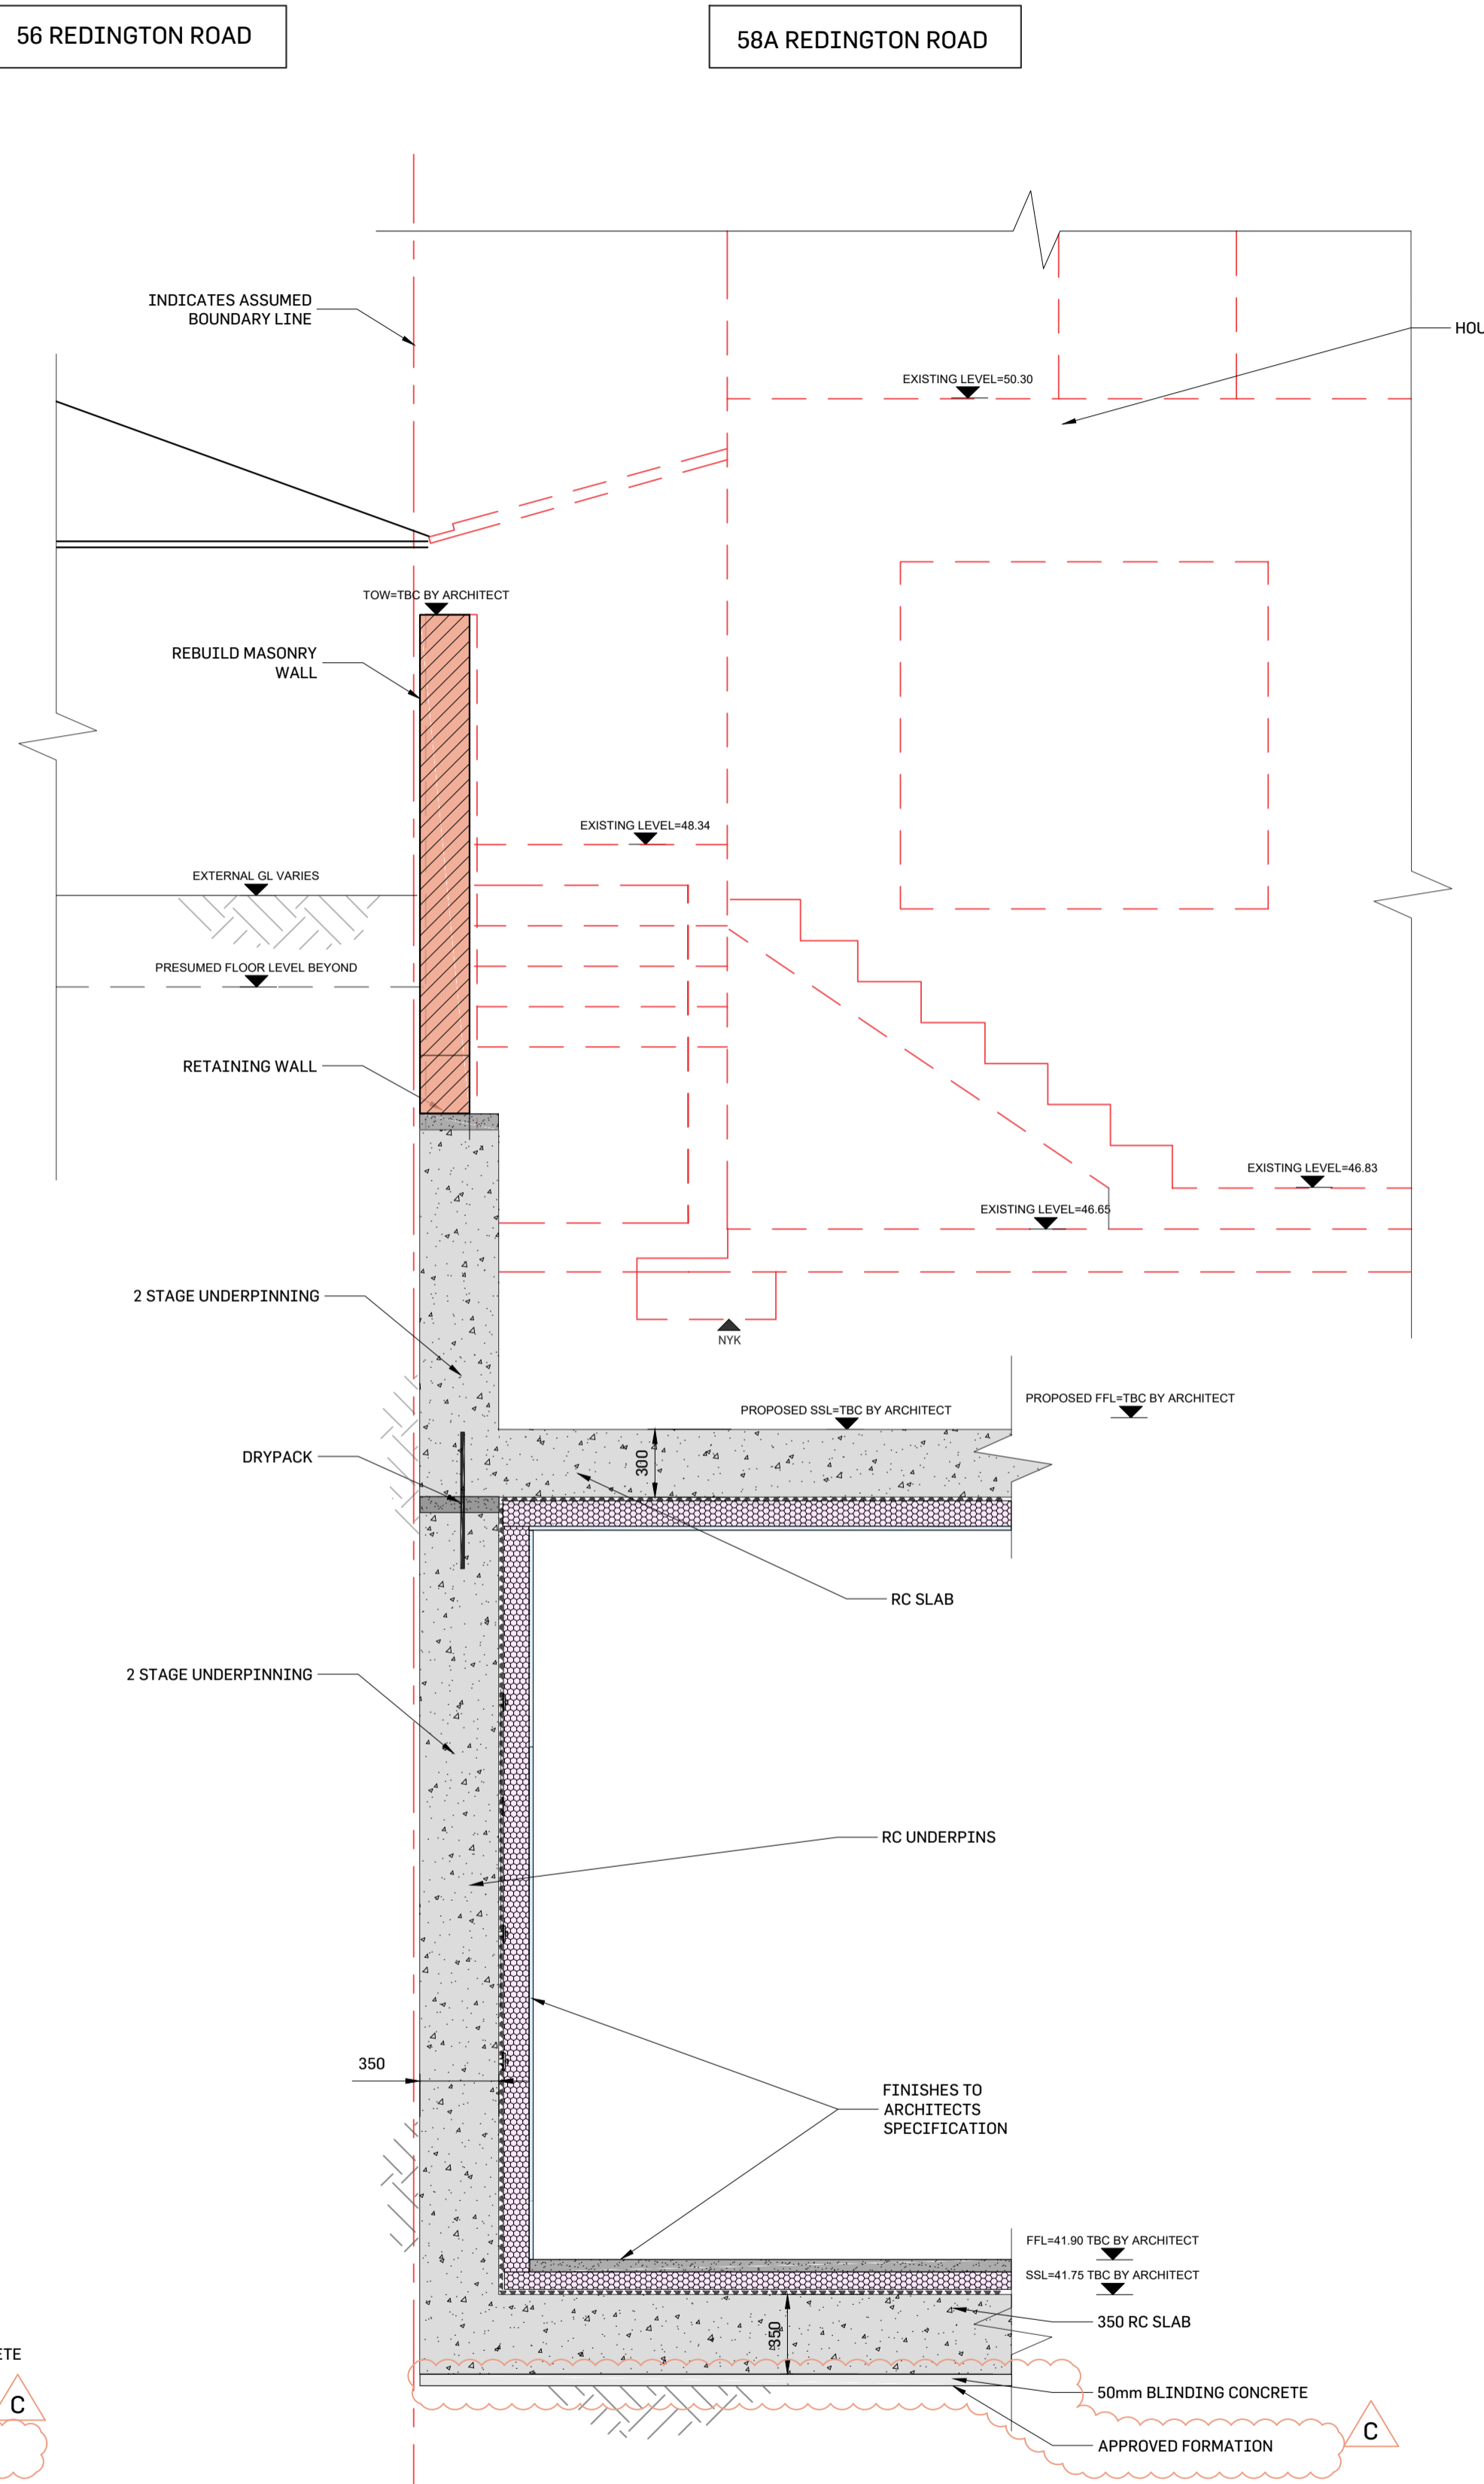 56 REDINGTON ROAD
58A REDINGTON ROAD
INDICATES ASSUMED
BOUNDARY LINE
HOU
EXISTING LEVEL=50.30
TOW=TBC BY ARCHITECT
REBUILD MASONRY
WALL
EXISTING LEVEL=48.34
EXTERNAL GL VARIES
PRESUMED FLOOR LEVEL BEYOND
RETAINING WALL
EXISTING LEVEL=46.83
EXISTING LEVEL=46.65
2 STAGE UNDERPINNING
NYK
PROPOSED FFL=TBC BY ARCHITECT
PROPOSED SSL=TBC BY ARCHITECT
DRYPACK
300
RC SLAB
2 STAGE UNDERPINNING
RC UNDERPINS
350
FINISHES TO
ARCHITECTS
SPECIFICATION
FFL=41.90 TBC BY ARCHITECT
SSL=41.75 TBC BY ARCHITECT
350 RC SLAB
350
ETE
50mm BLINDING CONCRETE
C
C
APPROVED FORMATION